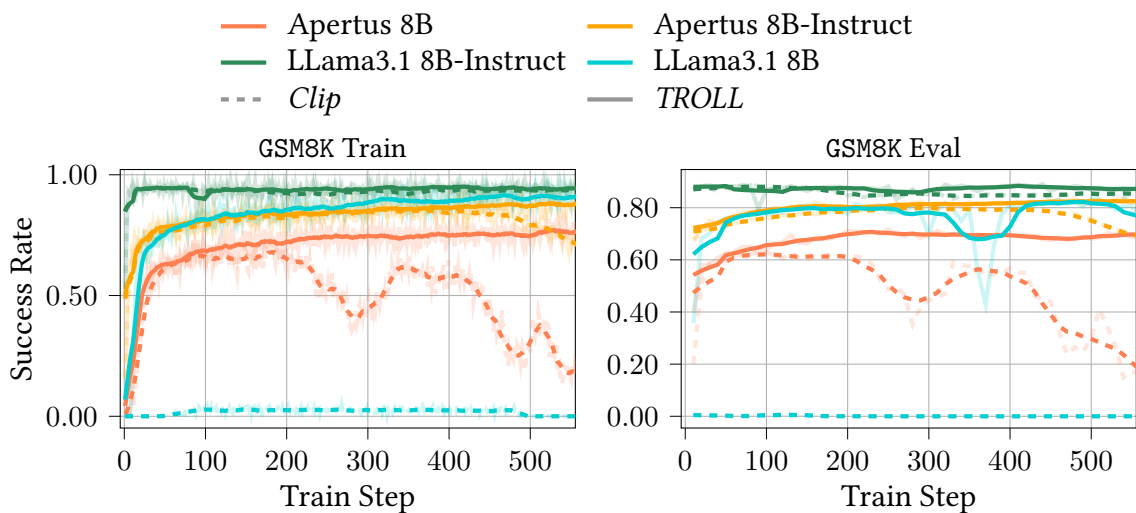 Apertus 8B
Apertus 8B-Instruct
LLama3.1 8B-Instruct
LLama3.1 8B
Clip
TROLL
GSM8K Train
1.00
0.50
0.00
Success Rate
0 100 200 300 400 500
Train Step
GSM8K Eval
0.80
0.60
0.40
0.20
0.00
0 100 200 300 400 500
Train Step